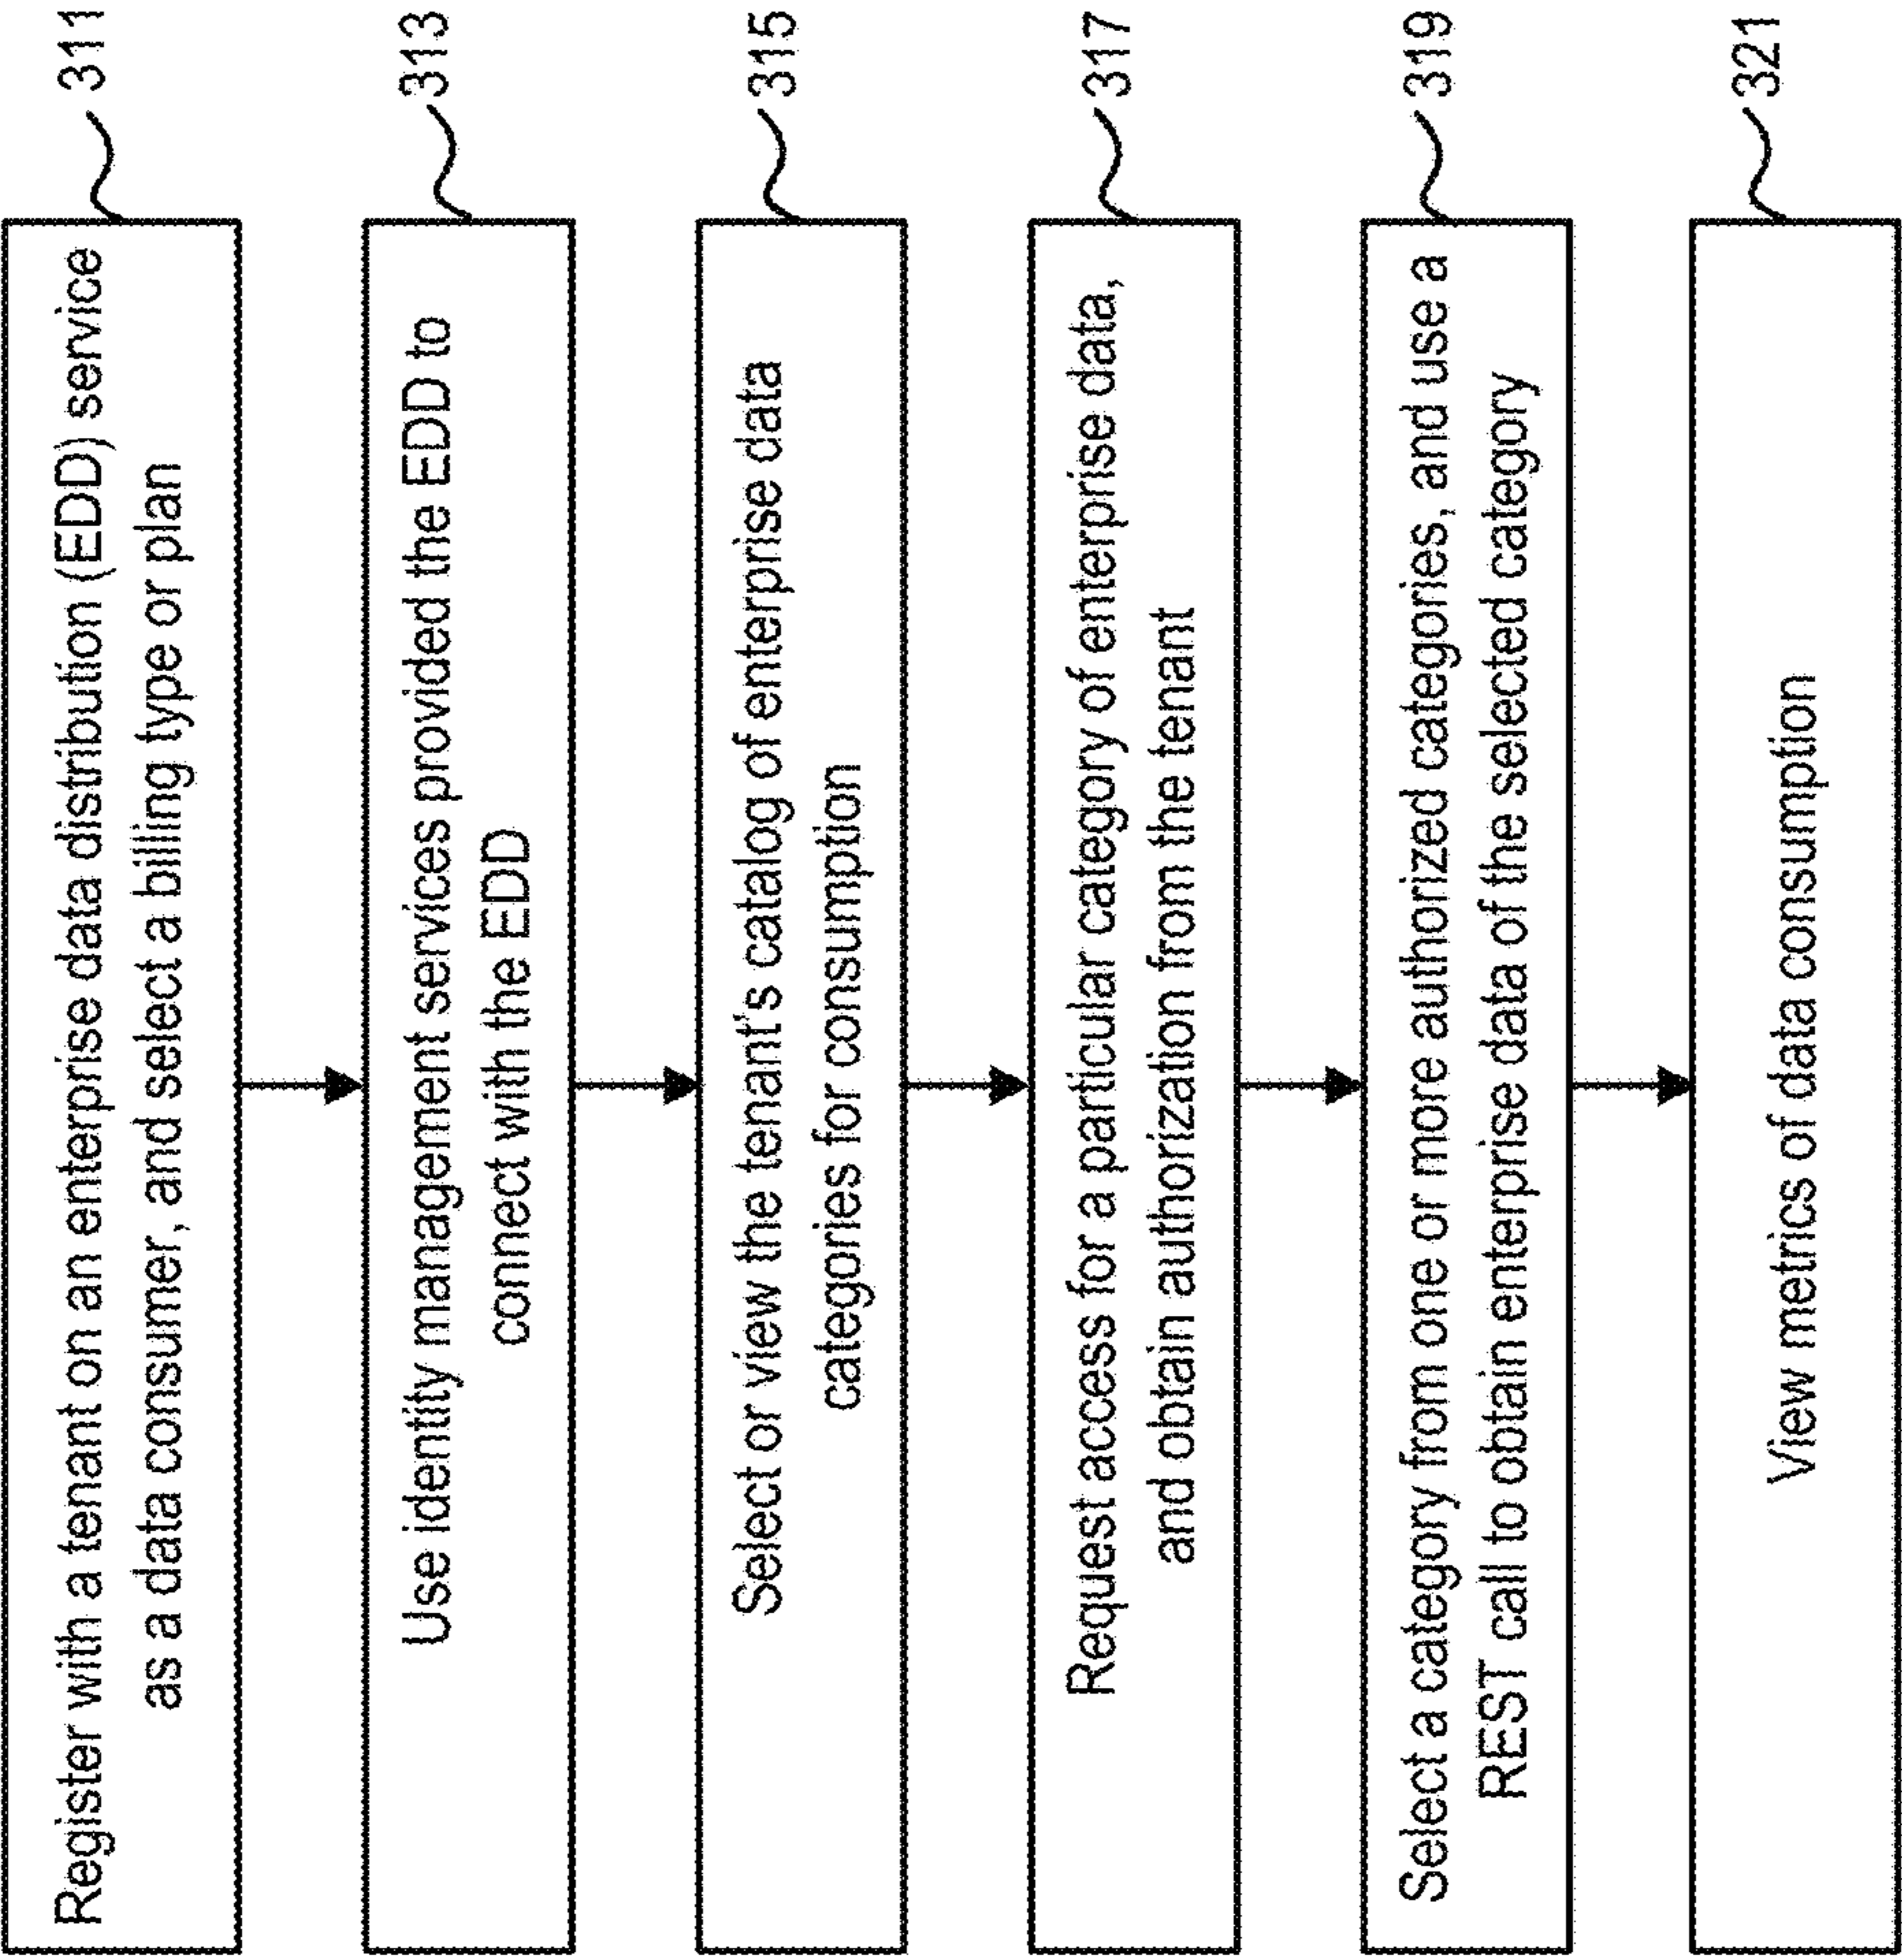 Register with a tenant on an enterprise data distribution (EDD) service
as a data consumer, and select a billing type or plan
311
Use identity management services provided the EDD to
connect with the EDD
313
Select or view the tenant's catalog of enterprise data
categories for consumption
315
Request access for a particular category of enterprise data,
and obtain authorization from the tenant
317
Select a category from one or more authorized categories, and use a
REST call to obtain enterprise data of the selected category
319
View metrics of data consumption
321